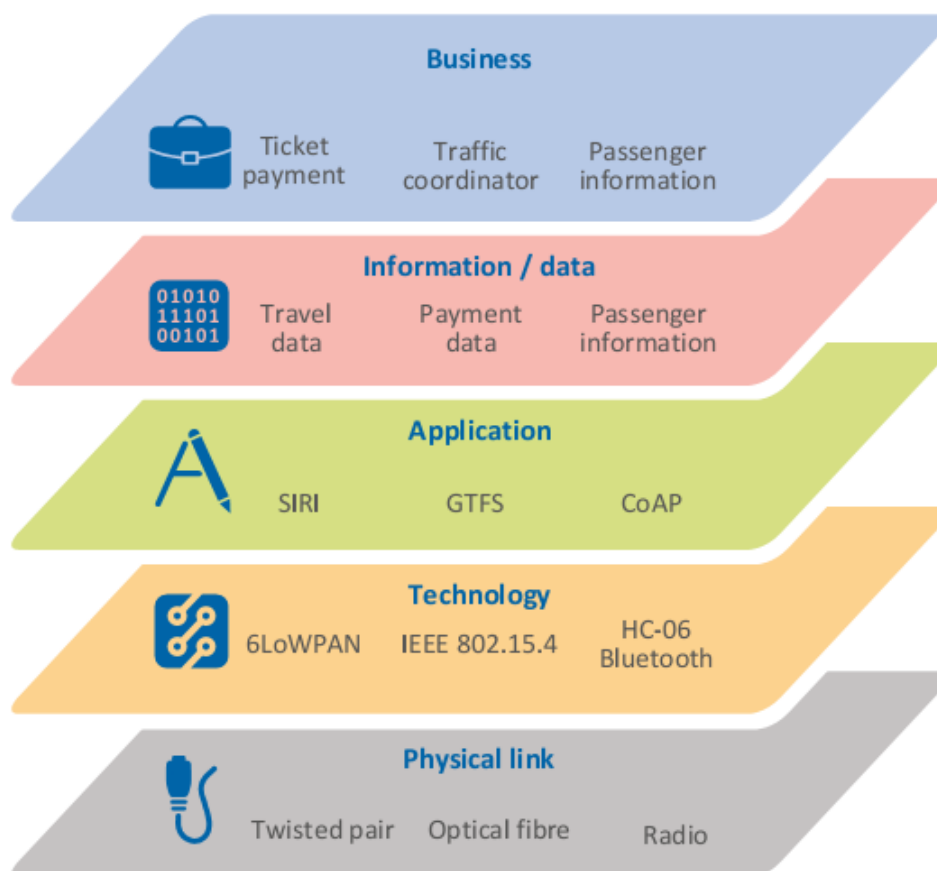 Business
Ticket payment
Traffic coordinator
Passenger information
Information / data
01010
11101
00101
Travel data
Payment data
Passenger information
Application
SIRI
GTFS
CoAP
Technology
6LoWPAN
IEEE 802.15.4
HC-06 Bluetooth
Physical link
Twisted pair
Optical fibre
Radio